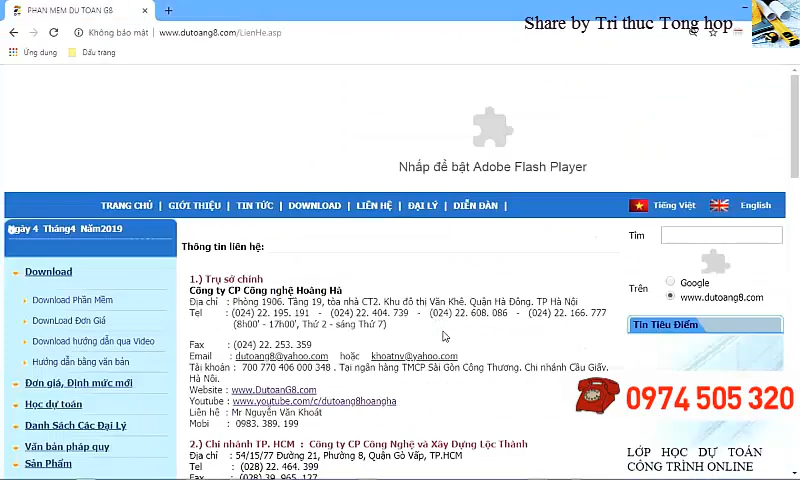 PHAN MEM DU TOAN G8
Share by Tri thuc Tong hop
Không bảo mật | www.dutoang8.com/LienHe.asp
Ứng dụng
Dấu trang
Nhấp để bật Adobe Flash Player
TRANG CHỦ | GIỚI THIỆU | TIN TỨC | DOWNLOAD | LIÊN HỆ | ĐẠI LÝ | DIỄN ĐÀN |
Tiếng Việt
English
Ngày 4 Tháng4 Năm2019
Download
Download Phần Mềm
DownLoad Đơn Giá
Download hướng dẫn qua Video
Hướng dẫn bằng văn bản
Đơn giá, Định mức mới
Học dự toán
Danh Sách Các Đại Lý
Văn bản pháp quy
Sản Phẩm
Thông tin liên hệ:
1.) Trụ sở chính
Công ty CP Công nghệ Hoàng Hà
Địa chỉ : Phòng 1906. Tầng 19, tòa nhà CT2. Khu đô thị Văn Khê, Quận Hà Đông. TP Hà Nội
Tel : (024) 22. 195. 191 - (024) 22. 404. 739 - (024) 22. 608. 086 - (024) 22. 166. 777
(8h00' - 17h00', Thứ 2 - sáng Thứ 7)
Fax : (024) 22. 253. 359
Email : dutoang8@yahoo.com hoặc khoatnv@yahoo.com
Tài khoản : 700 770 406 000 348 . Tại ngân hàng TMCP Sài Gòn Công Thương. Chi nhánh Cầu Giấy.
Hà Nội.
Website : www.DutoanG8.com
Youtube : www.youtube.com/c/dutoang8hoangha
Liên hệ : Mr Nguyễn Văn Khoát
Mobi : 0983. 389. 199
2.) Chi nhánh TP. HCM : Công ty CP Công Nghệ và Xây Dựng Lộc Thành
Địa chỉ : 54/15/77 Đường 21, Phường 8, Quận Gò Vấp, TP.HCM
Tel : (028) 22. 464. 399
Fax : (028) 39. 965. 127
Tìm
Trên
Google
www.dutoang8.com
Tin Tiêu Điểm
0974 505 320
LỚP HỌC DỰ TOÁN
CÔNG TRÌNH ONLINE